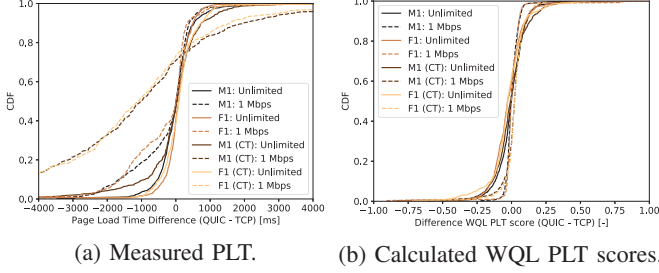 1.0
0.8
0.6
0.4
0.2
0.0
CDF
−4000 −3000 −2000 −1000 0 1000 2000 3000 4000
Page Load Time Difference (QUIC - TCP) [ms]
M1: Unlimited
M1: 1 Mbps
F1: Unlimited
F1: 1 Mbps
M1 (CT): Unlimited
M1 (CT): 1 Mbps
F1 (CT): Unlimited
F1 (CT): 1 Mbps
(a) Measured PLT.
1.0
0.8
0.6
0.4
0.2
0.0
CDF
−1.00 −0.75 −0.50 −0.25 0.00 0.25 0.50 0.75 1.00
Difference WQL PLT score (QUIC - TCP) [-]
M1: Unlimited
M1: 1 Mbps
F1: Unlimited
F1: 1 Mbps
M1 (CT): Unlimited
M1 (CT): 1 Mbps
F1 (CT): Unlimited
F1 (CT): 1 Mbps
(b) Calculated WQL PLT scores.